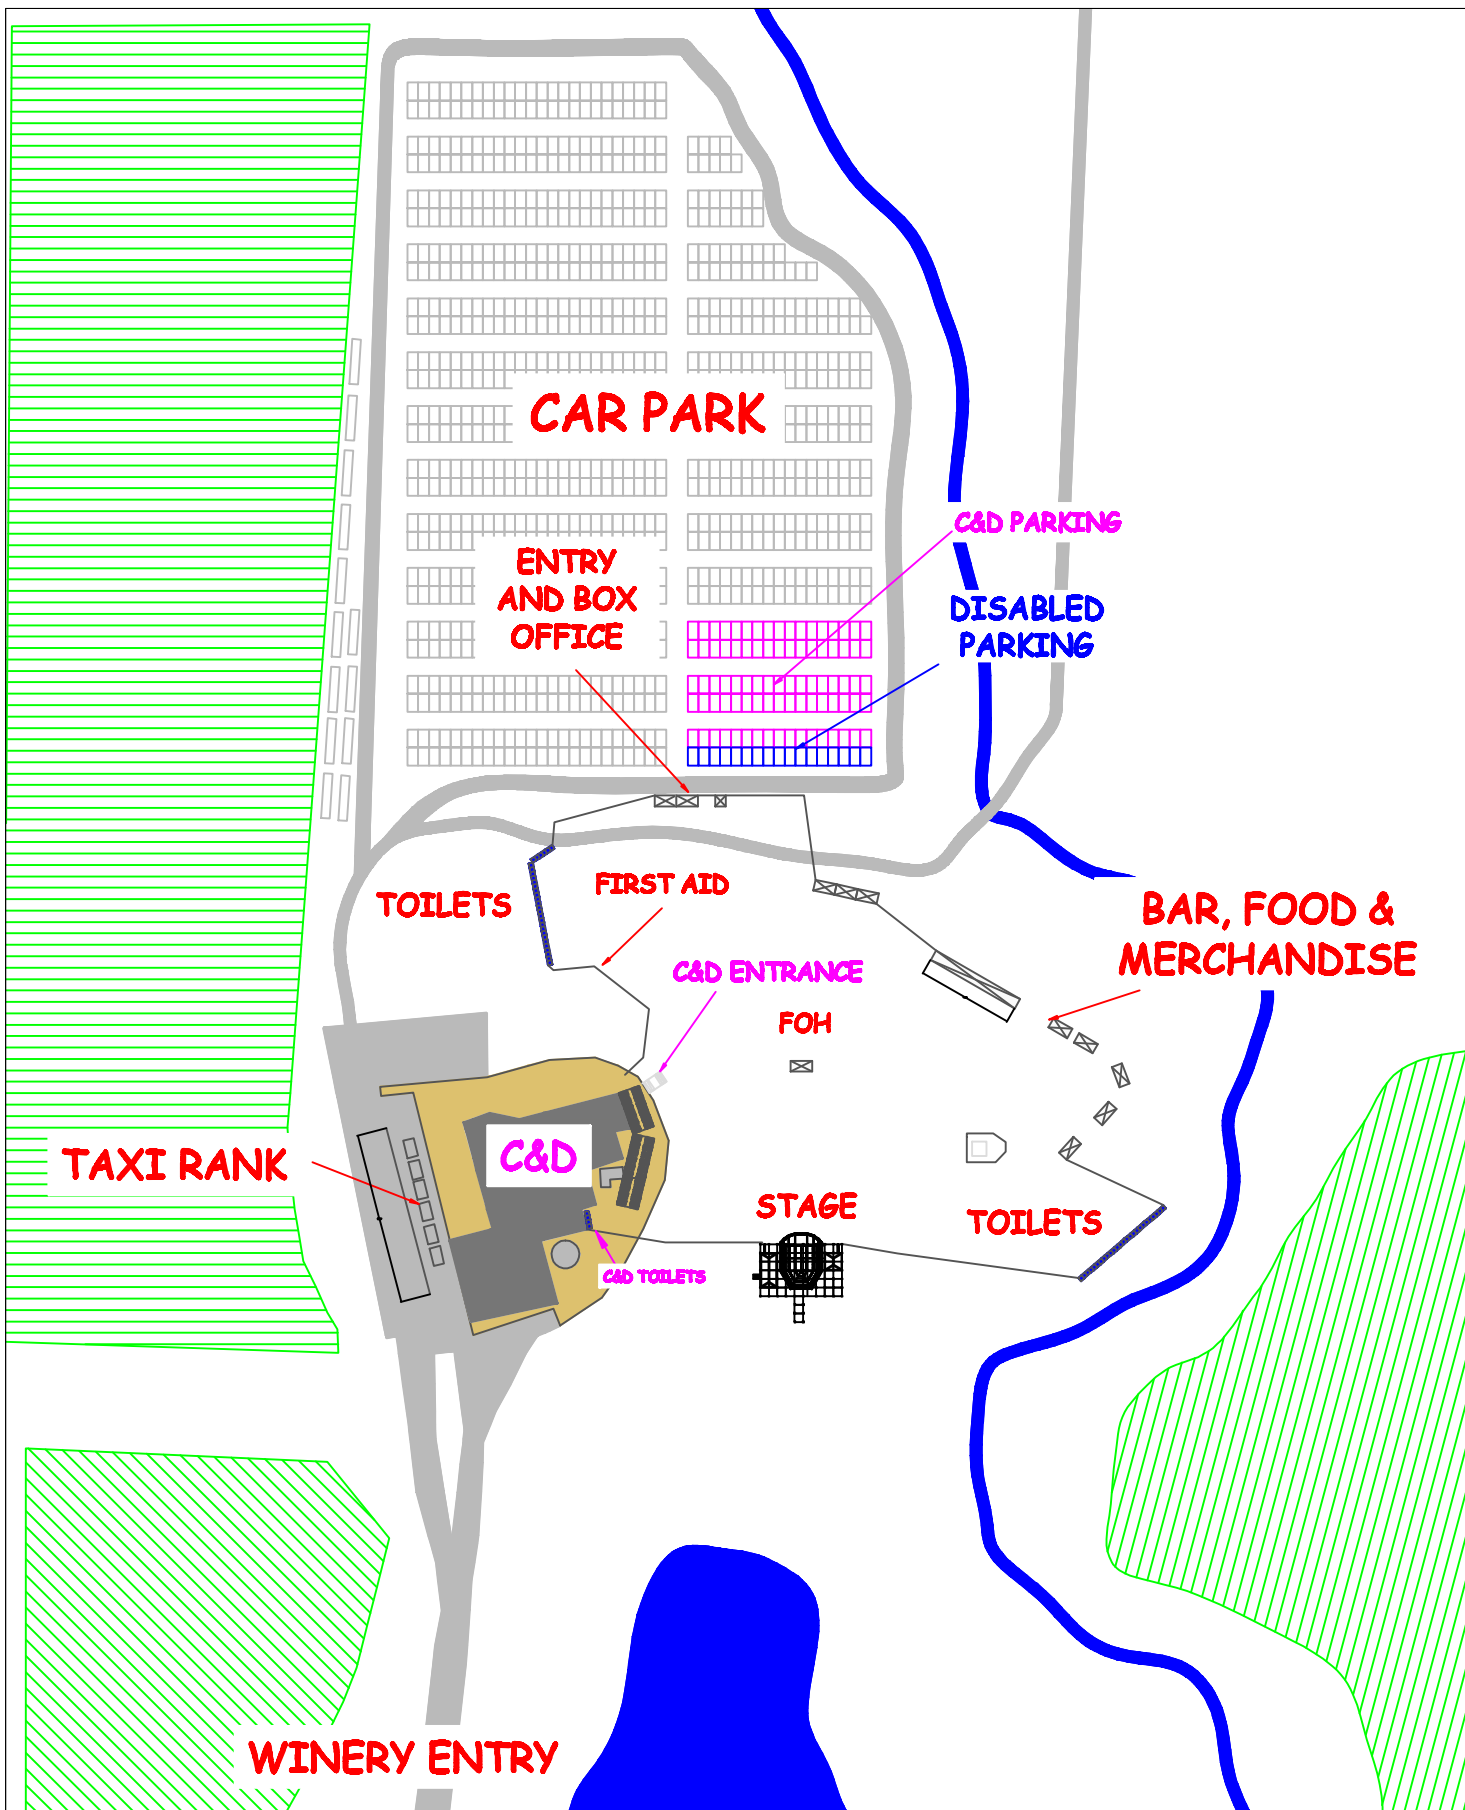 CAR PARK
C&D PARKING
ENTRY
AND BOX
OFFICE
DISABLED
PARKING
FIRST AID
TOILETS
BAR, FOOD &
MERCHANDISE
C&D ENTRANCE
FOH
C&D
TAXI RANK
STAGE
TOILETS
C&D TOILETS
WINERY ENTRY